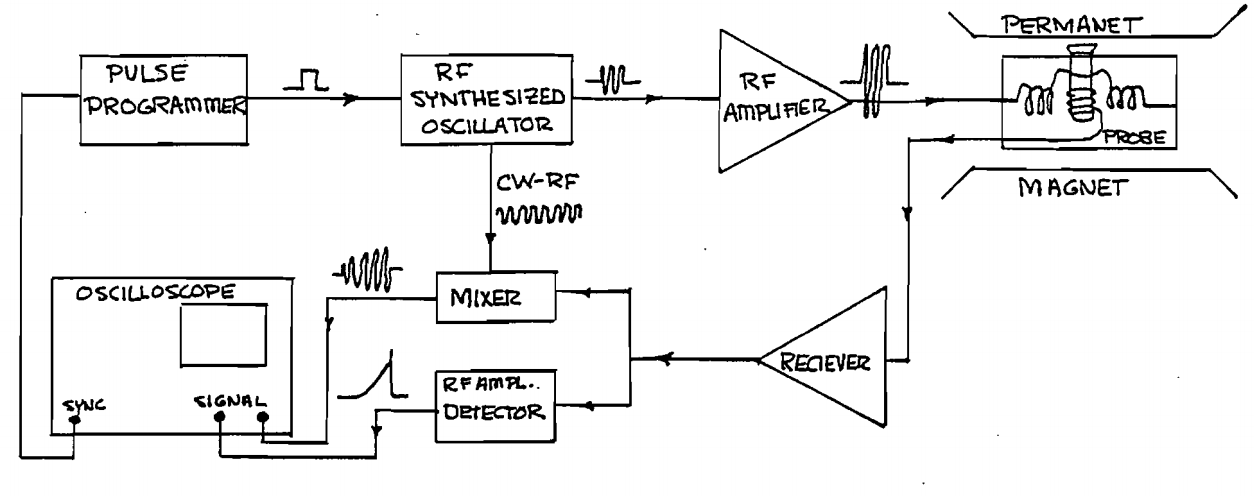 PULSE
PROGRAMMER
RF
SYNTHESIZED
OSCILLATOR
RF
AMPLIFIER
PERMANET
PROBE
MAGNET
CW-RF
OSCILLOSCOPE
SYNC
SIGNAL
MIXER
RF AMPL..
DETECTOR
RECIEVER